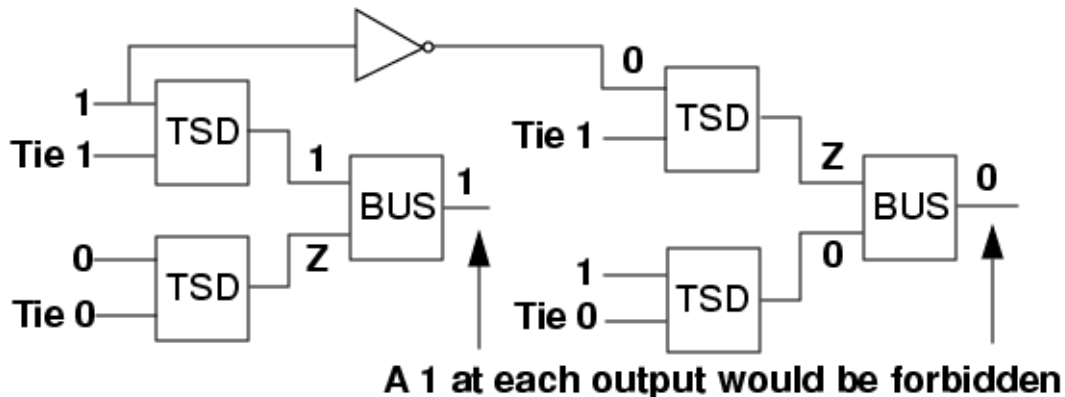 0
1
TSD
Tie 1
TSD
Tie 1
1
Z
BUS
1
BUS
0
0
TSD
Z
0
Tie 0
1
TSD
Tie 0
A 1 at each output would be forbidden